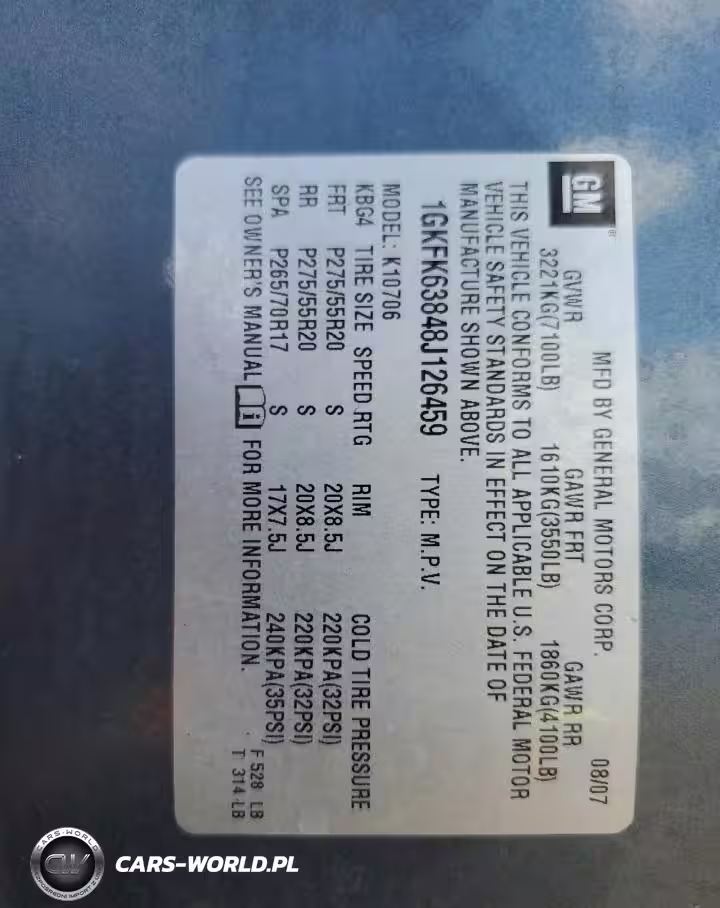 GM®
MFD BY GENERAL MOTORS CORP. 08/07
GVWR GAWR FRT GAWR RR
3221KG(7100LB) 1610KG(3550LB) 1860KG(4100LB)
THIS VEHICLE CONFORMS TO ALL APPLICABLE U.S. FEDERAL MOTOR
VEHICLE SAFETY STANDARDS IN EFFECT ON THE DATE OF
MANUFACTURE SHOWN ABOVE.
1GKFK63848J126459 TYPE: M.P.V.
MODEL: K10706
KBG4 TIRE SIZE SPEED RTG RIM COLD TIRE PRESSURE
FRT P275/55R20 S 20X8.5J 220KPA(32PSI)
RR P275/55R20 S 20X8.5J 220KPA(32PSI)
SPA P265/70R17 S 17X7.5J 240KPA(35PSI)
SEE OWNER'S MANUAL FOR MORE INFORMATION.
F 528 LB
T 314 LB
CARS-WORLD
CW
CARS-WORLD.PL